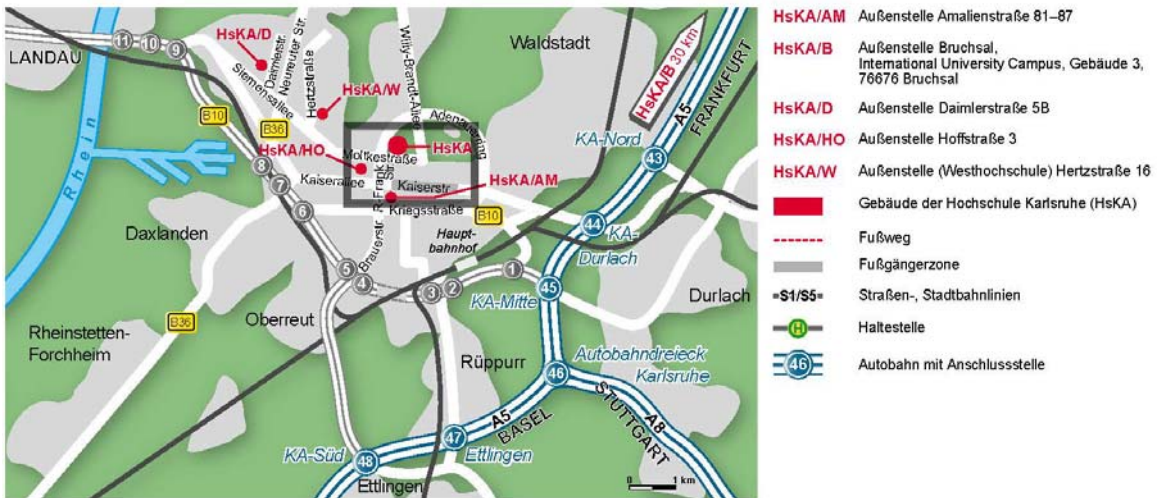 LANDAU
11
10
9
HsKA/D
Daimlerstr.
Neureuter Str.
Hertzstraße
Siemensallee
Willy-Brandt-Allee
Waldstadt
HsKA/B 30 km
A5
FRANKFURT
Rhein
B10
B36
HsKA/W
Adenauerring
KA-Nord
43
HsKA/HO
Moltkestraße
HsKA
8
7
6
Kaiserallee
R.Frank Str.
Kaiserstr
HsKA/AM
Kriegsstraße
B10
44
KA-
Durlach
Daxlanden
Brauerstr.
Haupt-
bahnhof
5
4
3
2
1
KA-Mitte
45
Durlach
B36
Oberreut
Rheinstetten-
Forchheim
Rüppurr
Autobahndreieck
Karlsruhe
46
A5
BASEL
STUTTGART
A8
47
Ettlingen
KA-Süd
48
Ettlingen
0 1 km
HsKA/AM Außenstelle Amalienstraße 81–87
HsKA/B Außenstelle Bruchsal,
International University Campus, Gebäude 3,
76676 Bruchsal
HsKA/D Außenstelle Daimlerstraße 5B
HsKA/HO Außenstelle Hoffstraße 3
HsKA/W Außenstelle (Westhochschule) Hertzstraße 16
Gebäude der Hochschule Karlsruhe (HsKA)
Fußweg
Fußgängerzone
S1/S5 Straßen-, Stadtbahnlinien
H Haltestelle
46 Autobahn mit Anschlussstelle